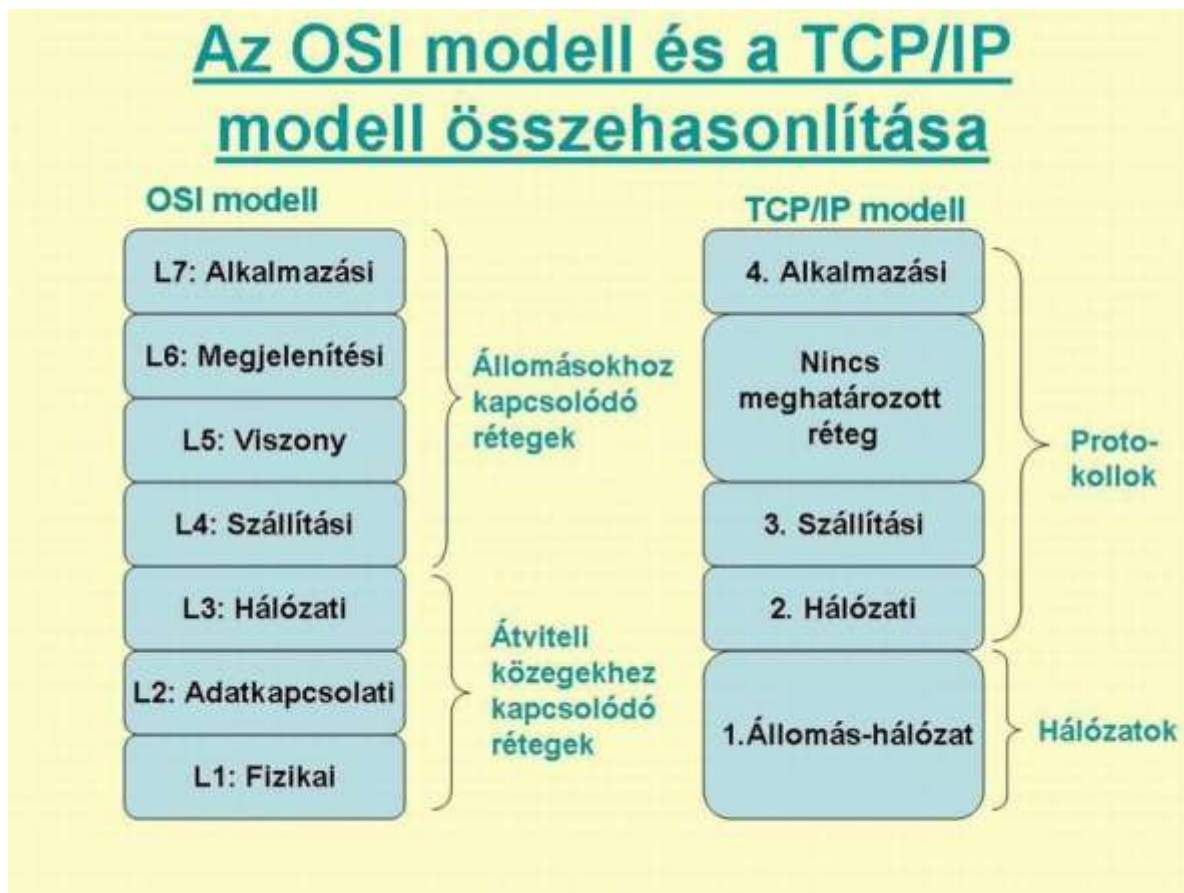 Az OSI modell és a TCP/IP
modell összehasonlítása
OSI modell
L7: Alkalmazási
L6: Megjelenítési
L5: Viszony
L4: Szállítási
L3: Hálózati
L2: Adatkapcsolati
L1: Fizikai
Állomásokhoz
kapcsolódó
rétegek
Átviteli
közegekhez
kapcsolódó
rétegek
TCP/IP modell
4. Alkalmazási
Nincs
meghatározott
réteg
3. Szállítási
2. Hálózati
1.Állomás-hálózat
Proto-
kollok
Hálózatok